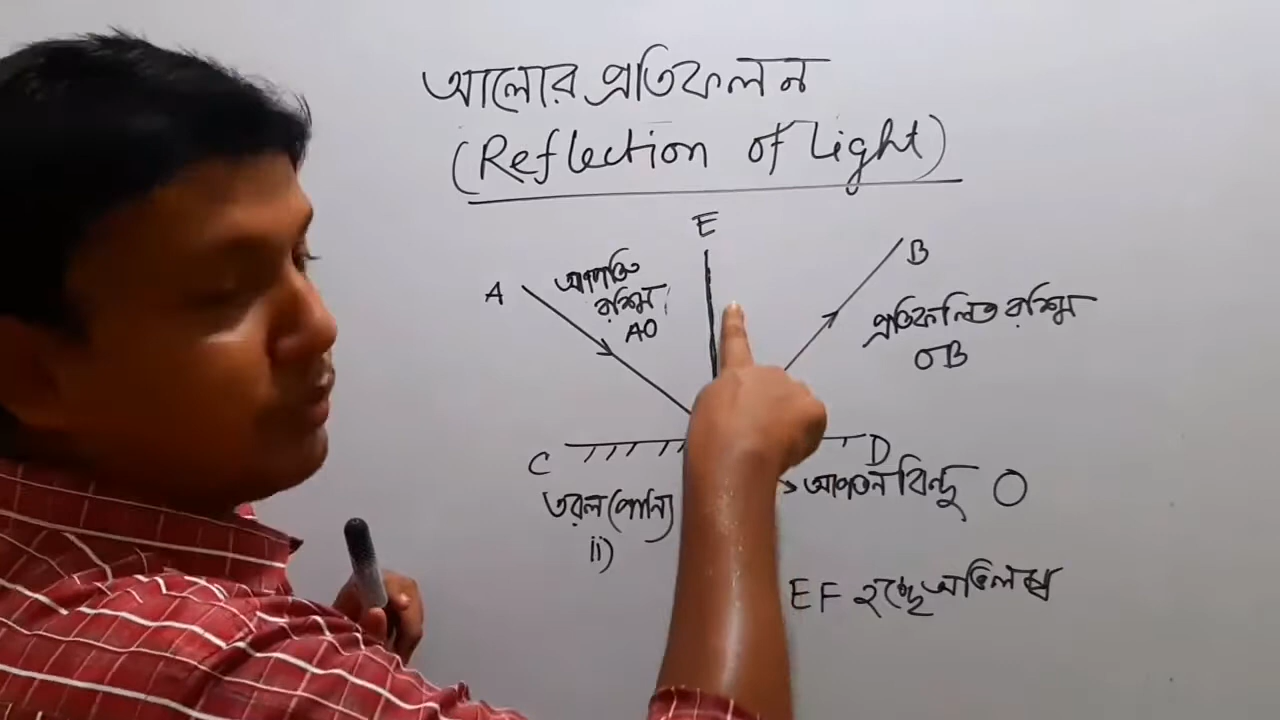 আলোর প্রতিফলন
(Reflection of Light)
E
A
আপতিত
রশ্মি
AO
B
প্রতিফলিত রশ্মি
OB
C
D
আপতন বিন্দু O
তরল
ii)
EF হচ্ছে অভিলম্ব